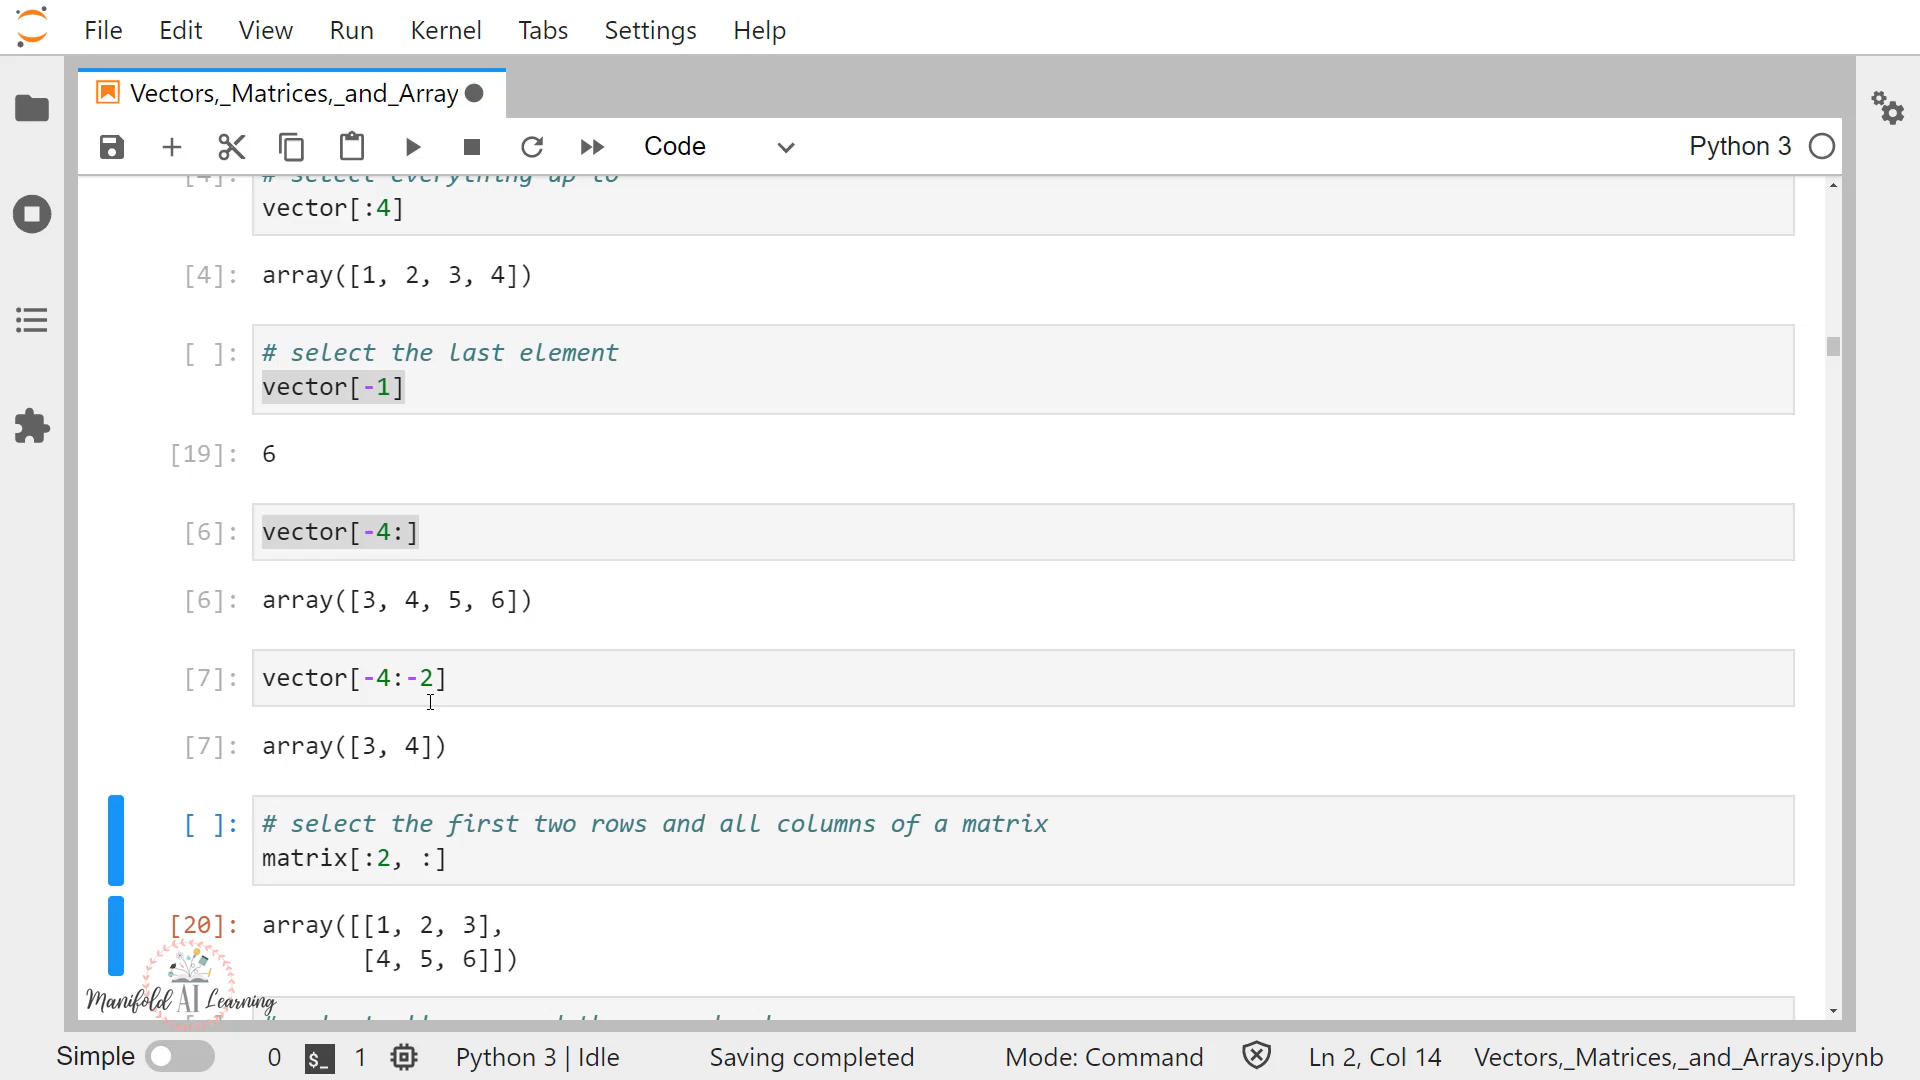 File Edit View Run Kernel Tabs Settings Help
Vectors,_Matrices,_and_Array
Code
Python 3
[4]: # select everything up to
vector[:4]
[4]: array([1, 2, 3, 4])
[ ]: # select the last element
vector[-1]
[19]: 6
[6]: vector[-4:]
[6]: array([3, 4, 5, 6])
[7]: vector[-4:-2]
[7]: array([3, 4])
[ ]: # select the first two rows and all columns of a matrix
matrix[:2, :]
[20]: array([[1, 2, 3],
[4, 5, 6]])
Manifold AI Learning
Simple 0 $_ 1 Python 3 | Idle Saving completed Mode: Command Ln 2, Col 14 Vectors,_Matrices,_and_Arrays.ipynb